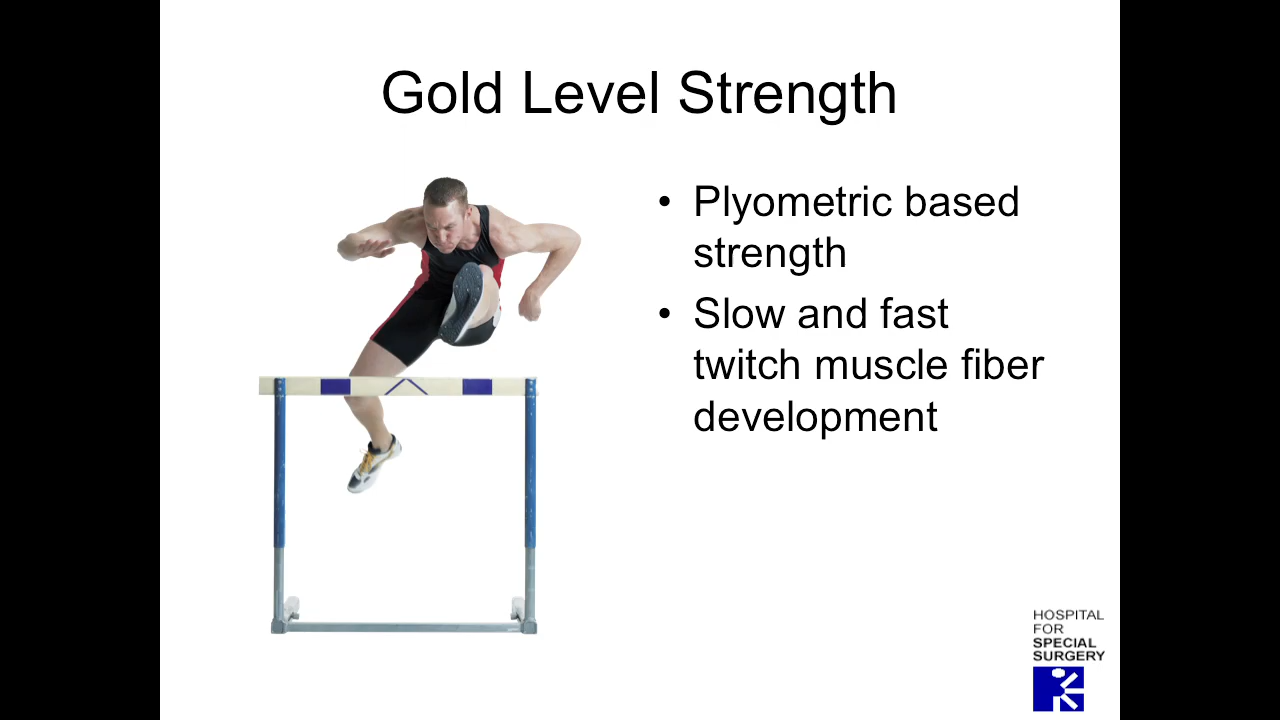 Gold Level Strength
• Plyometric based
strength
• Slow and fast
twitch muscle fiber
development
HOSPITAL
FOR
SPECIAL
SURGERY